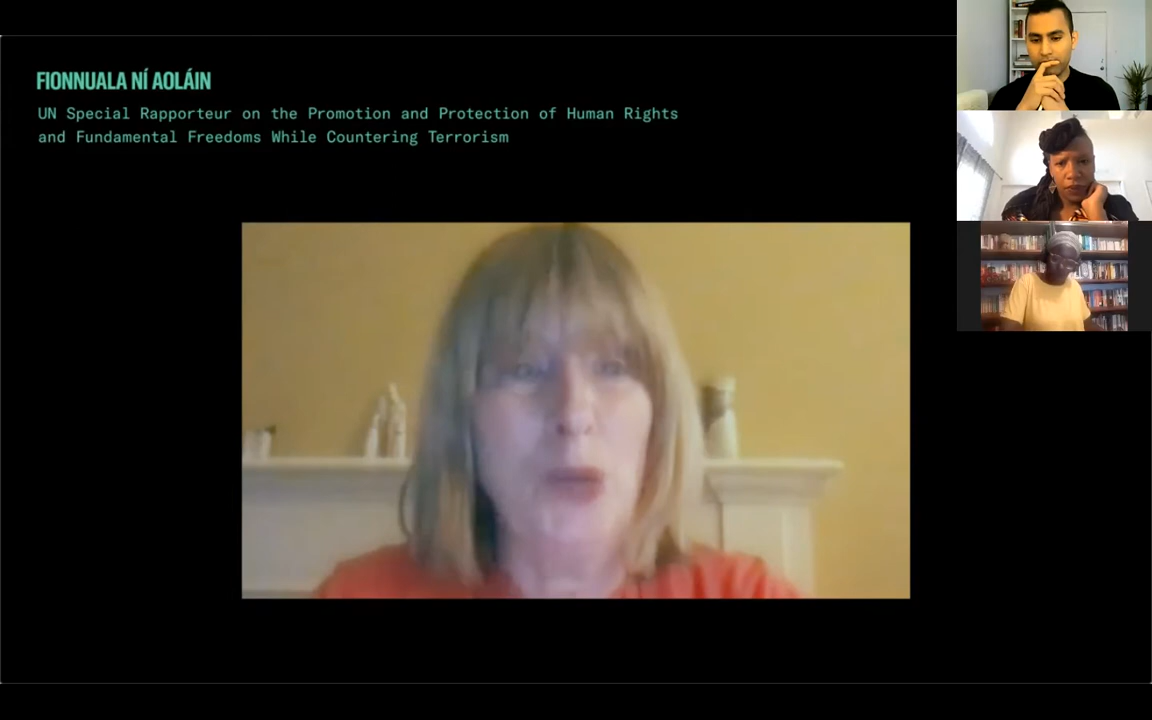 FIONNUALA NÍ AOLÁIN
UN Special Rapporteur on the Promotion and Protection of Human Rights
and Fundamental Freedoms While Countering Terrorism